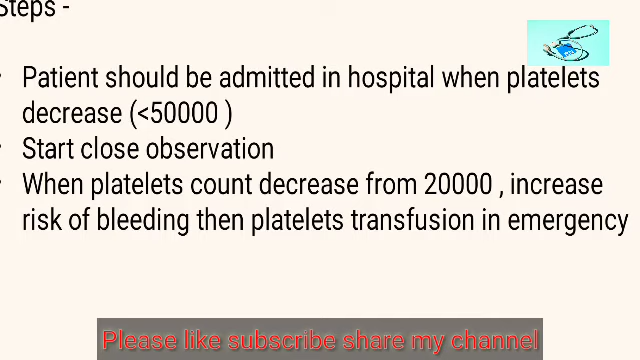 Steps -
• Patient should be admitted in hospital when platelets
decrease (<50000 )
• Start close observation
• When platelets count decrease from 20000 , increase
risk of bleeding then platelets transfusion in emergency
Please like subscribe share my channel